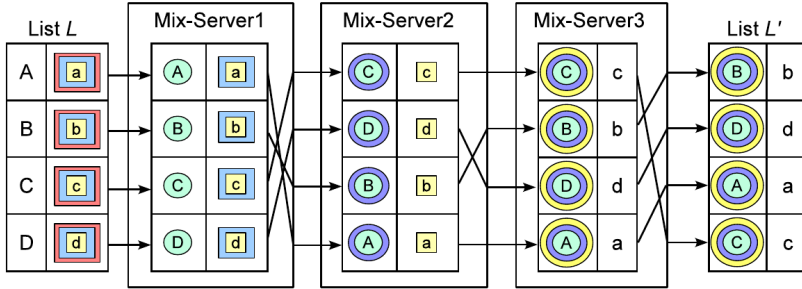 List L
Mix-Server1
Mix-Server2
Mix-Server3
List L'
A a A a C c C c B b
B b B b D d B b D d
C c C c B b D d A a
D d D d A a A a C c